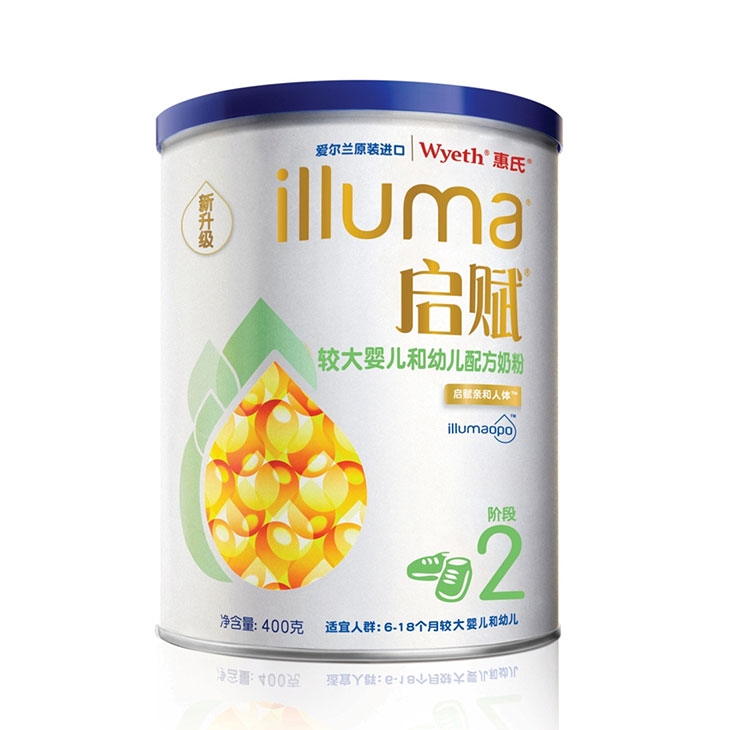 爱尔兰原装进口 | Wyeth® 惠氏®
新升级
illuma®
启赋®
较大婴儿和幼儿配方奶粉
启赋亲和人体™
illumaopo™
阶段
2
净含量: 400克
适宜人群: 6-18个月较大婴儿和幼儿